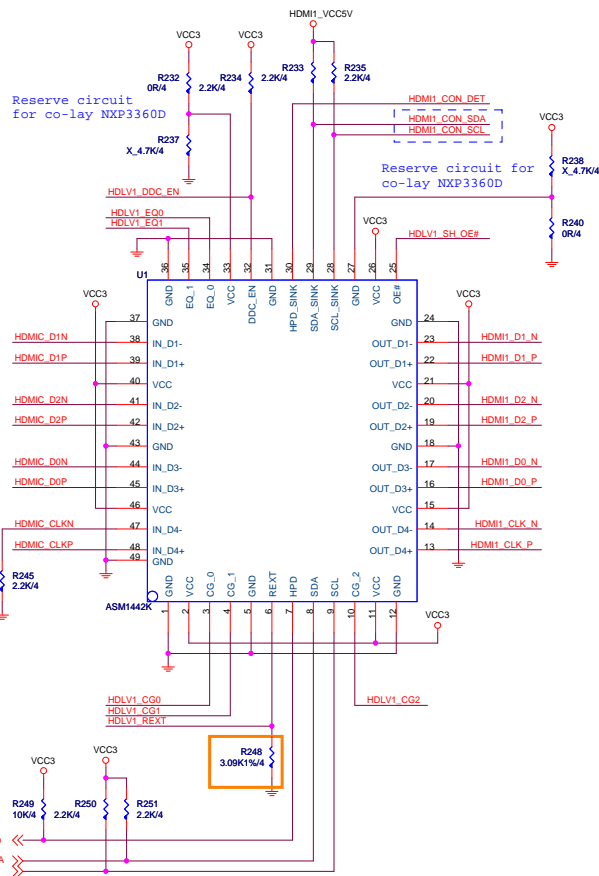 HDMI1_VCC5V
VCC3
VCC3
R232
0R/4
2.2K/4
R234
2.2K/4
R233
R235
2.2K/4
Reserve circuit
for co-lay NXP3360D
R237
X_4.7K/4
HDMI1_CON_DET
HDMI1_CON_SDA
HDMI1_CON_SCL
VCC3
R238
X_4.7K/4
Reserve circuit for
co-lay NXP3360D
HDLV1_DDC_EN
HDLV1_EQ0
HDLV1_EQ1
VCC3
R240
0R/4
HDLV1_SH_OE#
U1
36
35
34
33
32
31
30
29
28
27
26
25
GND
EQ_1
EQ_0
VCC
DDC_EN
GND
HPD_SINK
SDA_SINK
SCL_SINK
GND
VCC
OE#
VCC3
VCC3
37 GND
GND 24
HDMIC_D1N 38 IN_D1-
OUT_D1- 23 HDMI1_D1_N
HDMIC_D1P 39 IN_D1+
OUT_D1+ 22 HDMI1_D1_P
40 VCC
VCC 21
HDMIC_D2N 41 IN_D2-
OUT_D2- 20 HDMI1_D2_N
HDMIC_D2P 42 IN_D2+
OUT_D2+ 19 HDMI1_D2_P
43 GND
GND 18
HDMIC_D0N 44 IN_D3-
OUT_D3- 17 HDMI1_D0_N
HDMIC_D0P 45 IN_D3+
OUT_D3+ 16 HDMI1_D0_P
46 VCC
VCC 15
HDMIC_CLKN 47 IN_D4-
OUT_D4- 14 HDMI1_CLK_N
HDMIC_CLKP 48 IN_D4+
OUT_D4+ 13 HDMI1_CLK_P
49 GND
R245
2.2K/4
GND
VCC
CG_0
CG_1
GND
REXT
HPD
SDA
SCL
CG_2
VCC
GND
ASM1442K
1
2
3
4
5
6
7
8
9
10
11
12
VCC3
HDLV1_CG0
HDLV1_CG1
HDLV1_REXT
HDLV1_CG2
R248
3.09K1%/4
VCC3
VCC3
R249
10K/4
R250
2.2K/4
R251
2.2K/4
A